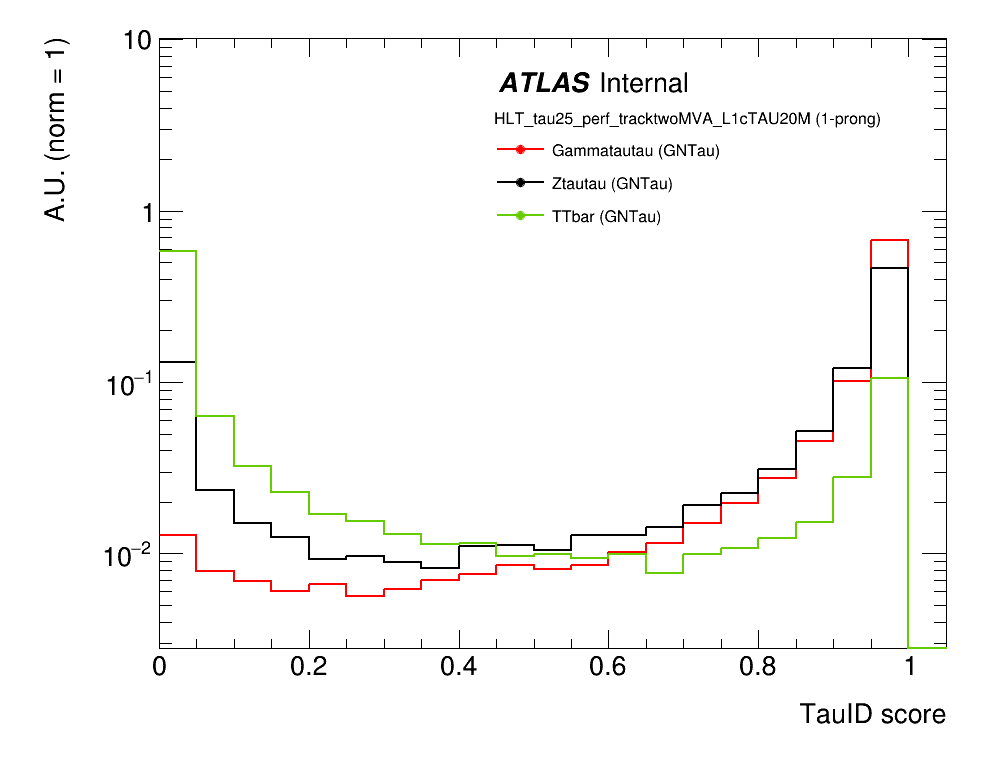 A.U. (norm = 1)
10
1
10−1
10−2
ATLAS Internal
HLT_tau25_perf_tracktwoMVA_L1cTAU20M (1-prong)
Gammatautau (GNTau)
Ztautau (GNTau)
TTbar (GNTau)
0 0.2 0.4 0.6 0.8 1
TauID score